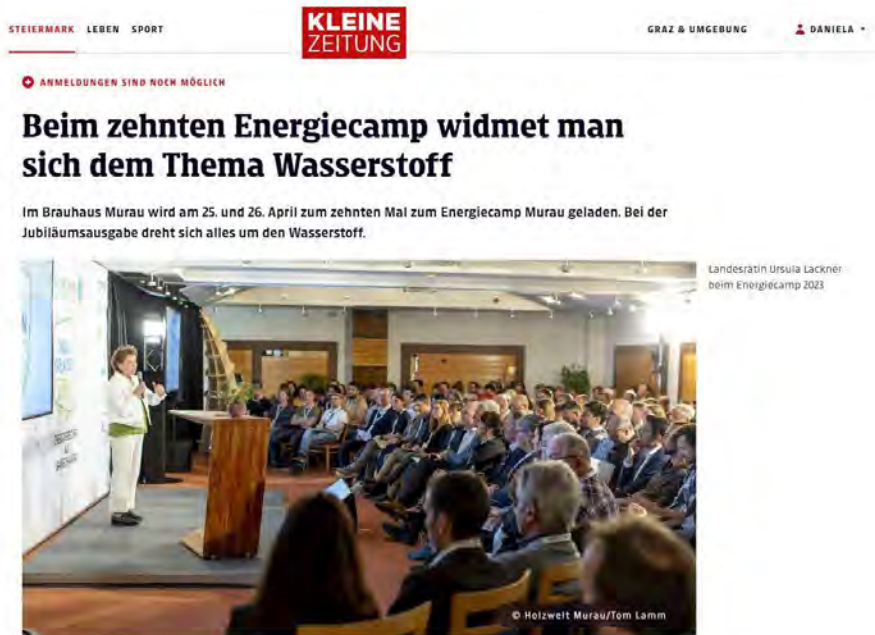 STEIERMARK LEBEN SPORT
KLEINE
ZEITUNG
GRAZ & UMGEBUNG
DANIELA
ANMELDUNGEN SIND NOCH MÖGLICH
Beim zehnten Energiecamp widmet man
sich dem Thema Wasserstoff
Im Brauhaus Murau wird am 25. und 26. April zum zehnten Mal zum Energiecamp Murau geladen. Bei der
Jubiläumsausgabe dreht sich alles um den Wasserstoff.
Landesrätin Ursula Lackner
beim Energiecamp 2023
© Holzwelt Murau/Tom Lamm